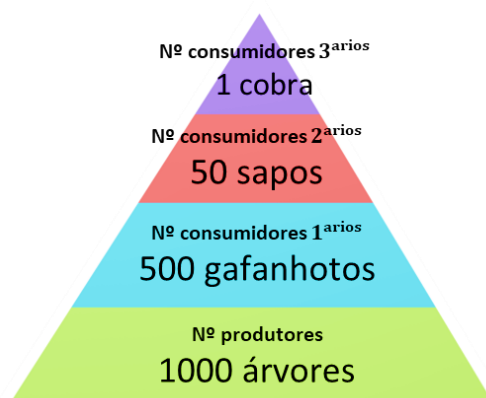 Nº consumidores 3ᵃʳⁱᵒˢ
1 cobra
Nº consumidores 2ᵃʳⁱᵒˢ
50 sapos
Nº consumidores 1ᵃʳⁱᵒˢ
500 gafanhotos
Nº produtores
1000 árvores